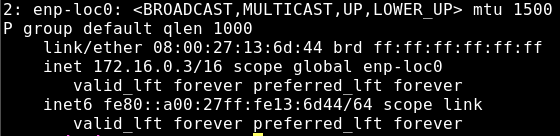 2: enp-loc0: <BROADCAST,MULTICAST,UP,LOWER_UP> mtu 1500
P group default qlen 1000
link/ether 08:00:27:13:6d:44 brd ff:ff:ff:ff:ff:ff
inet 172.16.0.3/16 scope global enp-loc0
valid_lft forever preferred_lft forever
inet6 fe80::a00:27ff:fe13:6d44/64 scope link
valid_lft forever preferred_lft forever